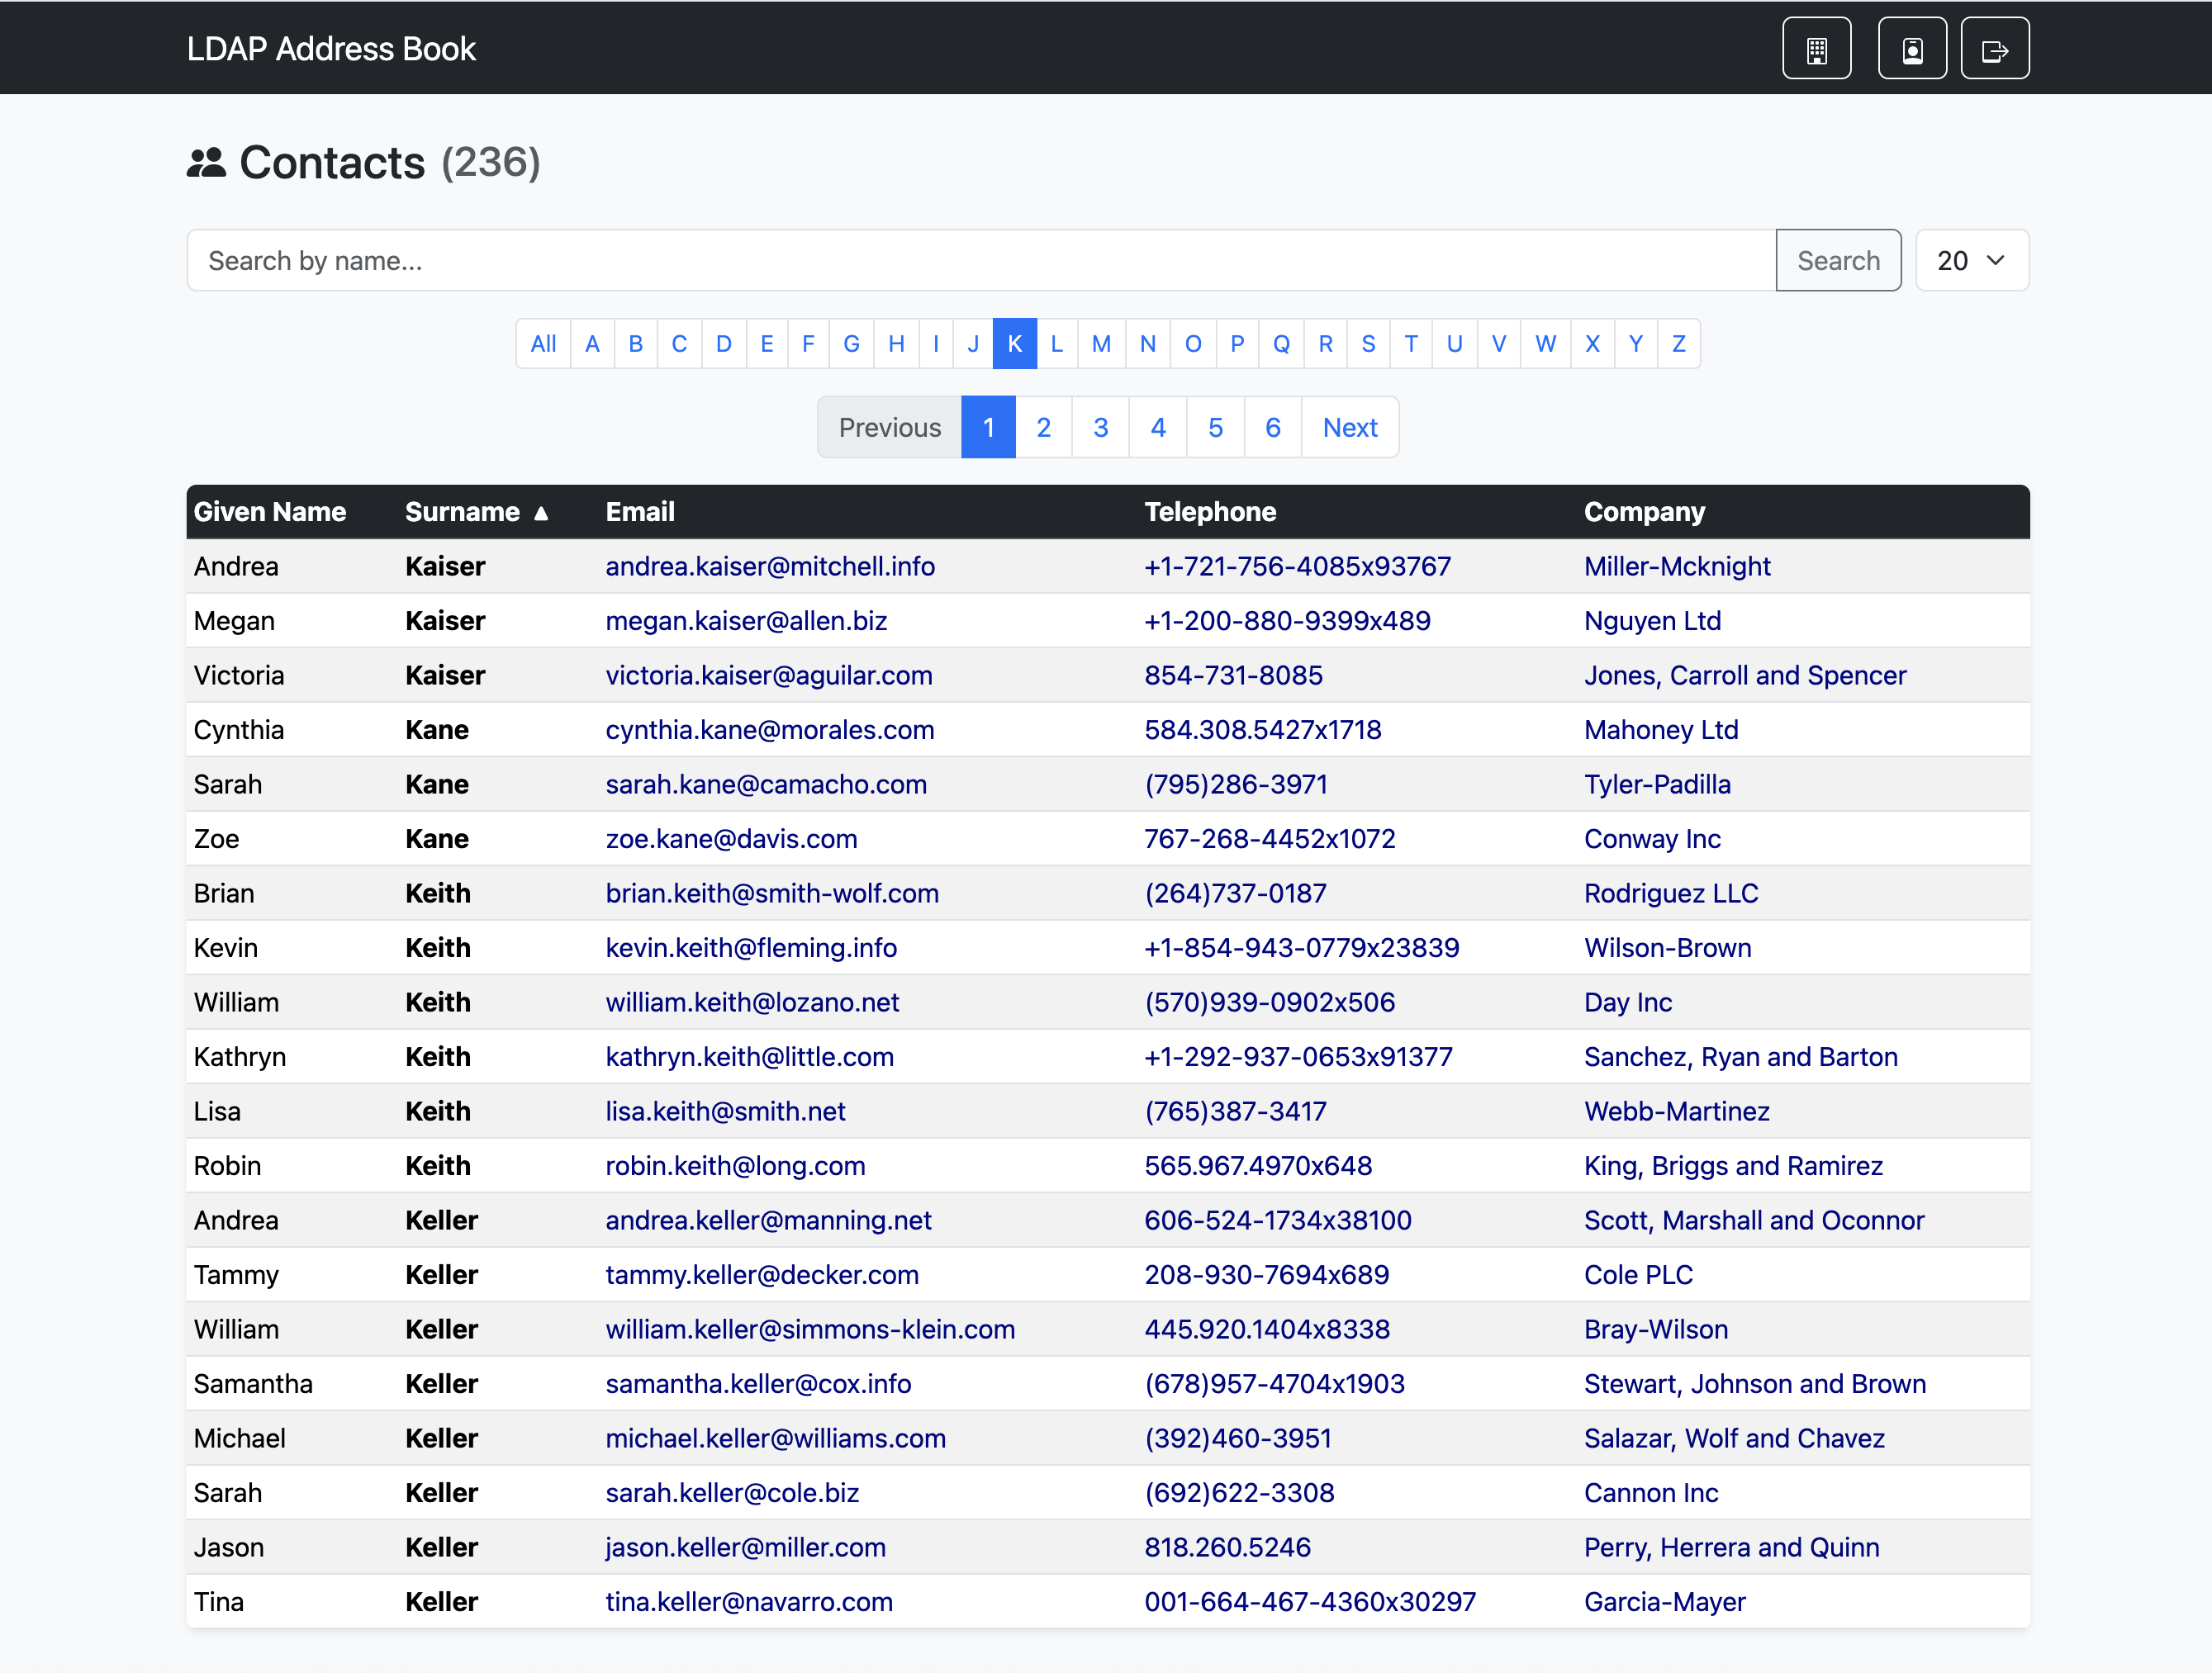 LDAP Address Book
Contacts (236)
Search by name... Search 20
All A B C D E F G H I J K L M N O P Q R S T U V W X Y Z
Previous 1 2 3 4 5 6 Next
Given Name Surname ▲ Email Telephone Company
Andrea Kaiser andrea.kaiser@mitchell.info +1-721-756-4085x93767 Miller-Mcknight
Megan Kaiser megan.kaiser@allen.biz +1-200-880-9399x489 Nguyen Ltd
Victoria Kaiser victoria.kaiser@aguilar.com 854-731-8085 Jones, Carroll and Spencer
Cynthia Kane cynthia.kane@morales.com 584.308.5427x1718 Mahoney Ltd
Sarah Kane sarah.kane@camacho.com (795)286-3971 Tyler-Padilla
Zoe Kane zoe.kane@davis.com 767-268-4452x1072 Conway Inc
Brian Keith brian.keith@smith-wolf.com (264)737-0187 Rodriguez LLC
Kevin Keith kevin.keith@fleming.info +1-854-943-0779x23839 Wilson-Brown
William Keith william.keith@lozano.net (570)939-0902x506 Day Inc
Kathryn Keith kathryn.keith@little.com +1-292-937-0653x91377 Sanchez, Ryan and Barton
Lisa Keith lisa.keith@smith.net (765)387-3417 Webb-Martinez
Robin Keith robin.keith@long.com 565.967.4970x648 King, Briggs and Ramirez
Andrea Keller andrea.keller@manning.net 606-524-1734x38100 Scott, Marshall and Oconnor
Tammy Keller tammy.keller@decker.com 208-930-7694x689 Cole PLC
William Keller william.keller@simmons-klein.com 445.920.1404x8338 Bray-Wilson
Samantha Keller samantha.keller@cox.info (678)957-4704x1903 Stewart, Johnson and Brown
Michael Keller michael.keller@williams.com (392)460-3951 Salazar, Wolf and Chavez
Sarah Keller sarah.keller@cole.biz (692)622-3308 Cannon Inc
Jason Keller jason.keller@miller.com 818.260.5246 Perry, Herrera and Quinn
Tina Keller tina.keller@navarro.com 001-664-467-4360x30297 Garcia-Mayer